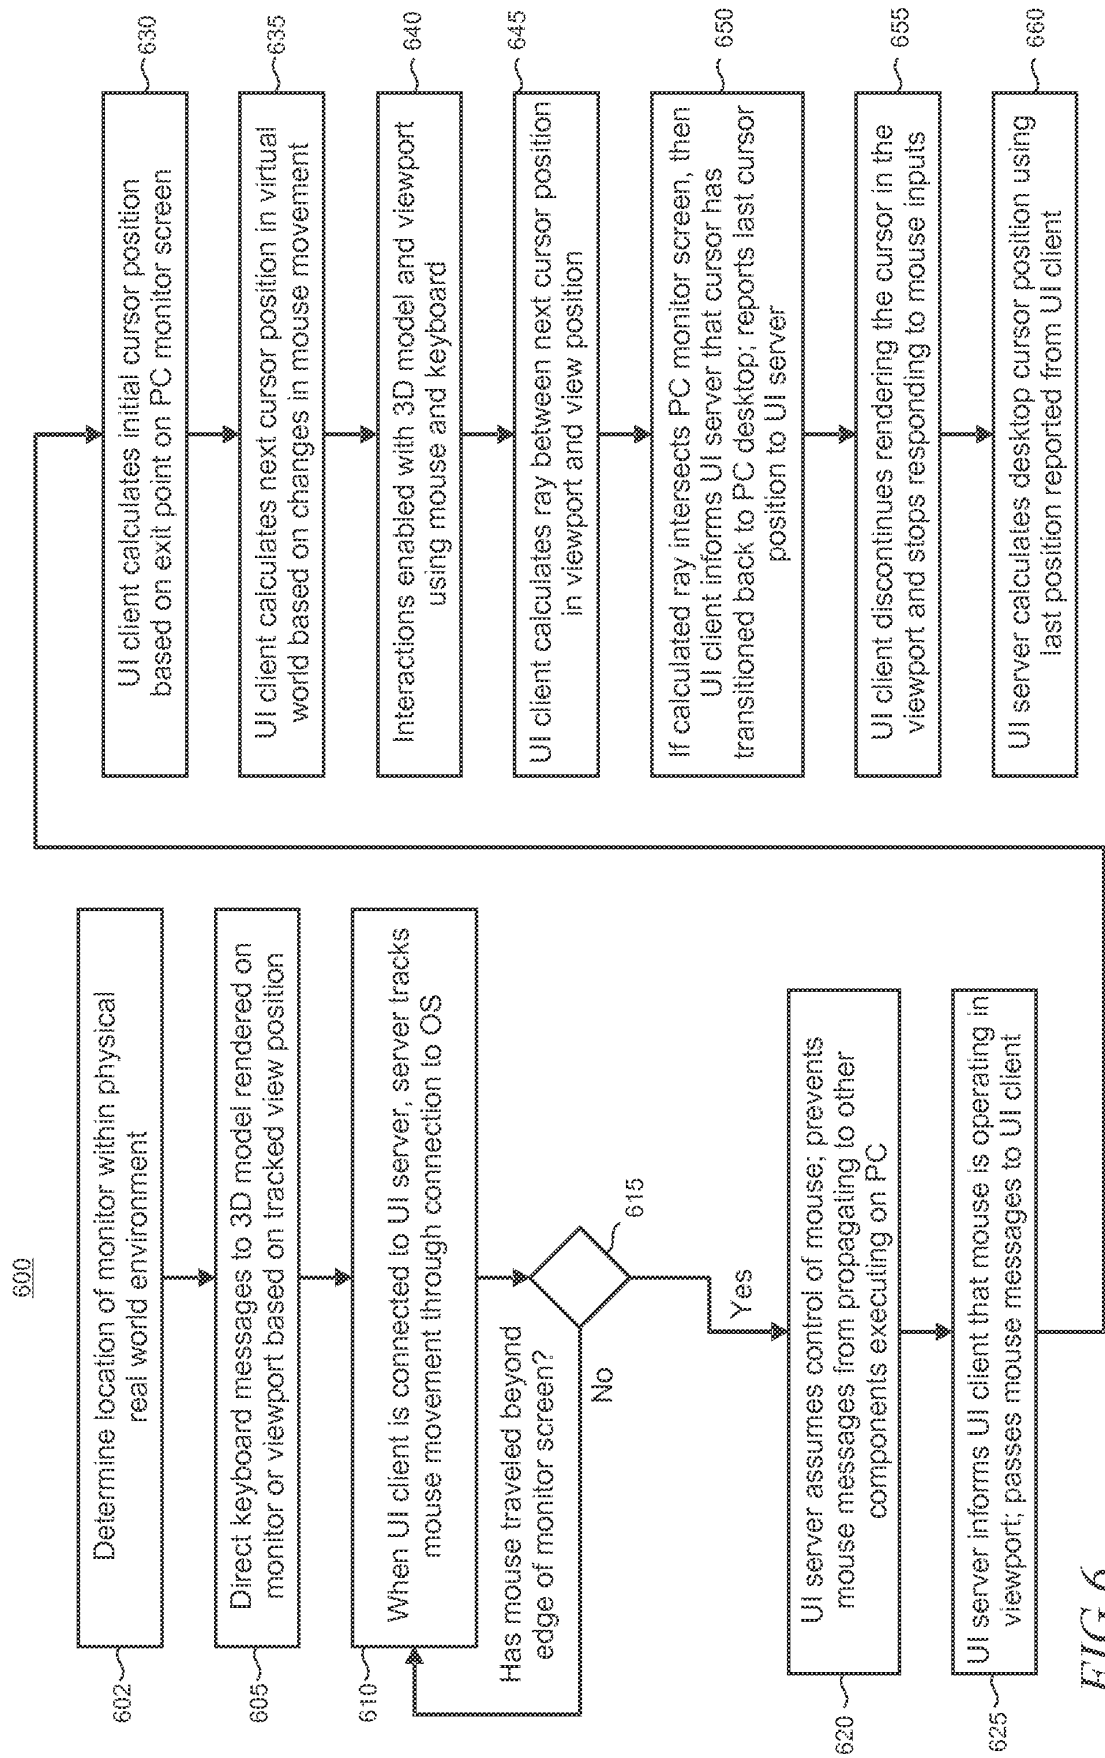 600
602
Determine location of monitor within physical
real world environment
605
Direct keyboard messages to 3D model rendered on
monitor or viewport based on tracked view position
610
When UI client is connected to UI server, server tracks
mouse movement through connection to OS
Has mouse traveled beyond
edge of monitor screen?
615
No
Yes
620
UI server assumes control of mouse; prevents
mouse messages from propagating to other
components executing on PC
625
UI server informs UI client that mouse is operating in
viewport; passes mouse messages to UI client
630
UI client calculates initial cursor position
based on exit point on PC monitor screen
635
UI client calculates next cursor position in virtual
world based on changes in mouse movement
640
Interactions enabled with 3D model and viewport
using mouse and keyboard
645
UI client calculates ray between next cursor position
in viewport and view position
650
If calculated ray intersects PC monitor screen, then
UI client informs UI server that cursor has
transitioned back to PC desktop; reports last cursor
position to UI server
655
UI client discontinues rendering the cursor in the
viewport and stops responding to mouse inputs
660
UI server calculates desktop cursor position using
last position reported from UI client
FIG 6